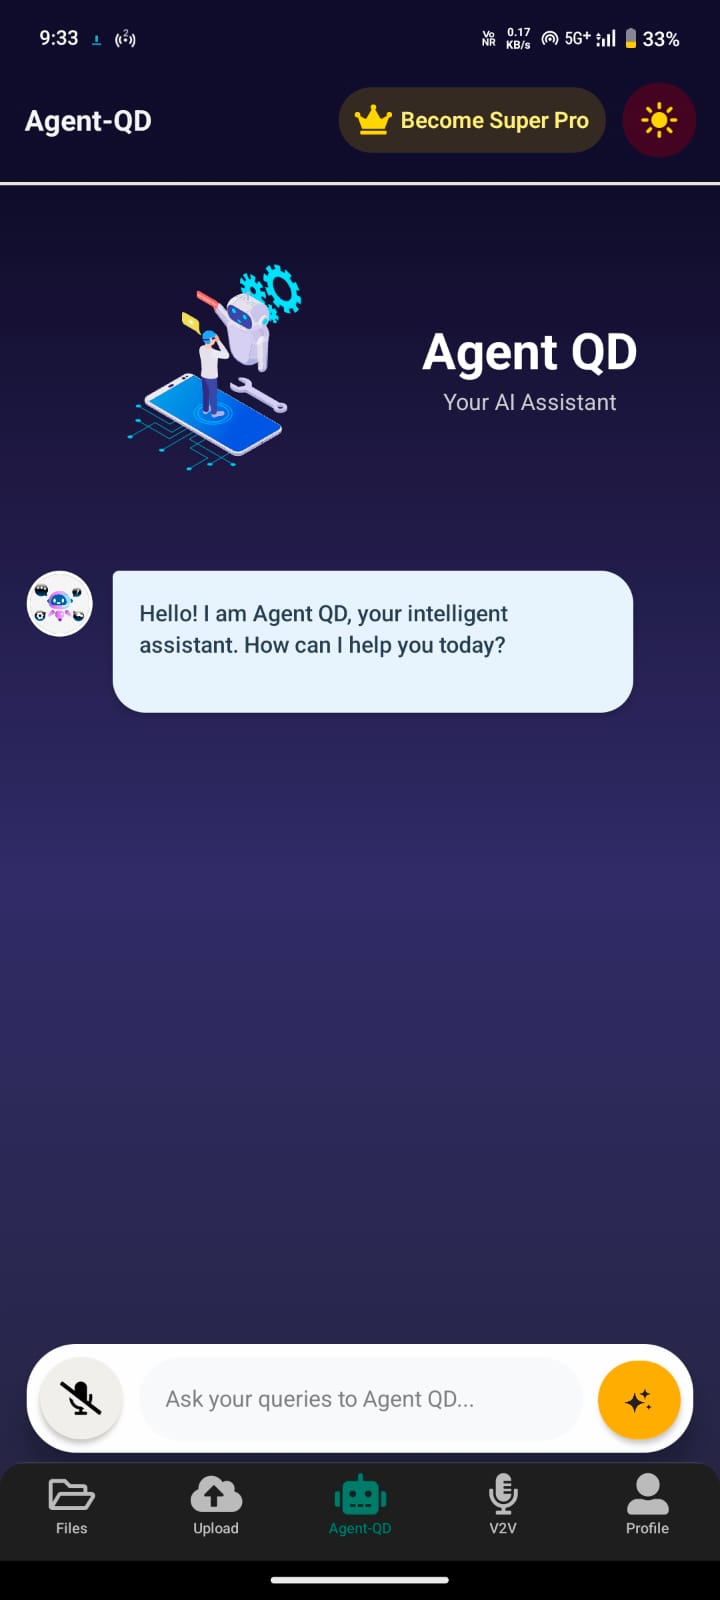 9:33
2
Vo
NR
0.17
KB/s
5G+
33%
Agent-QD
Become Super Pro
Agent QD
Your AI Assistant
Hello! I am Agent QD, your intelligent
assistant. How can I help you today?
Ask your queries to Agent QD...
Files
Upload
Agent-QD
V2V
Profile